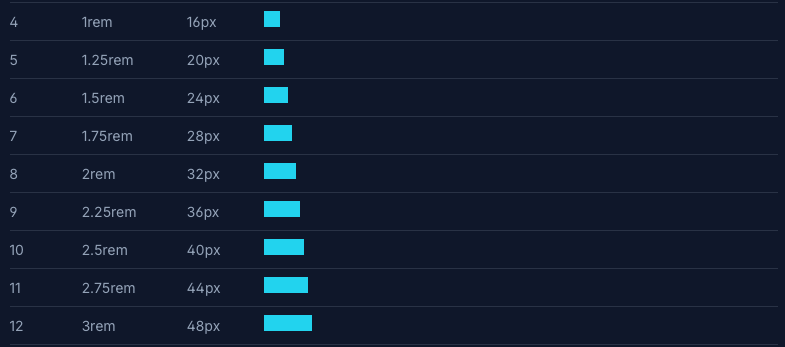 4 1rem 16px
5 1.25rem 20px
6 1.5rem 24px
7 1.75rem 28px
8 2rem 32px
9 2.25rem 36px
10 2.5rem 40px
11 2.75rem 44px
12 3rem 48px